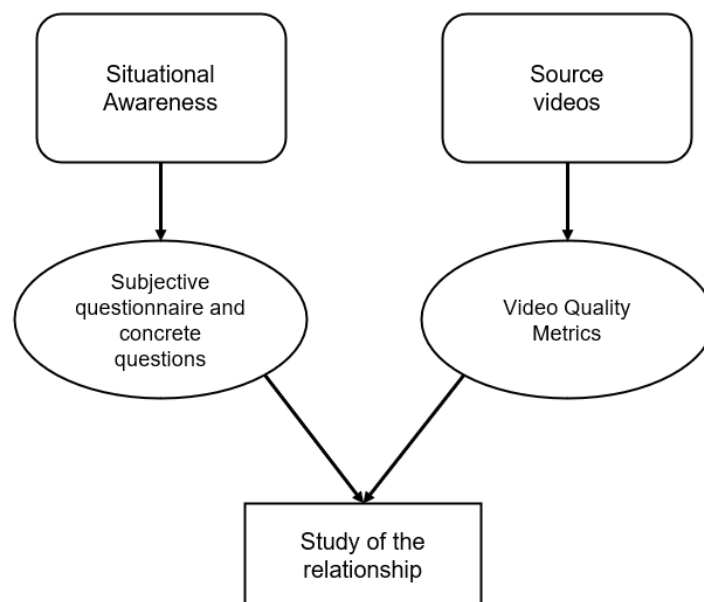 Situational
Awareness
Source
videos
Subjective
questionnaire and
concrete
questions
Video Quality
Metrics
Study of the
relationship